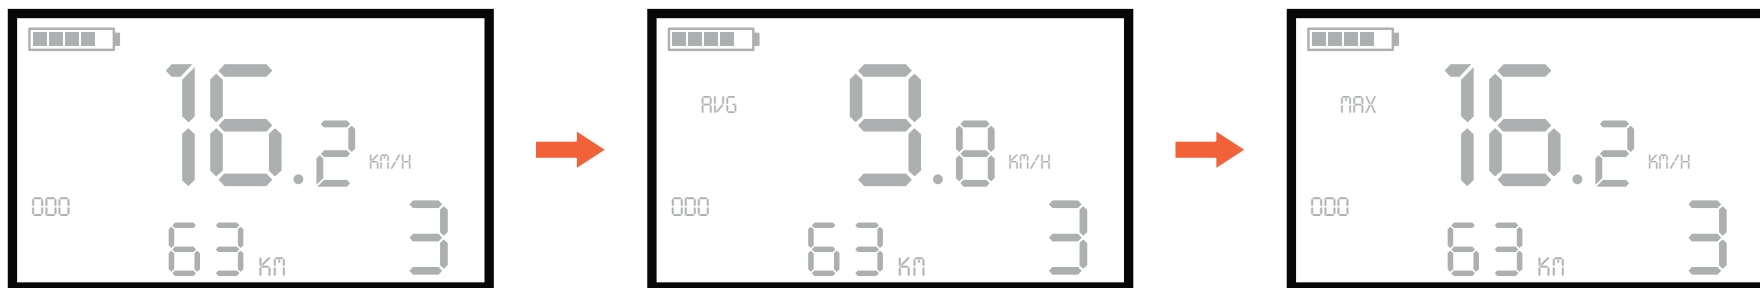 16.2 KM/H
ODO
63 KM 3
AVG 9.8 KM/H
ODO
63 KM 3
MAX 16.2 KM/H
ODO
63 KM 3